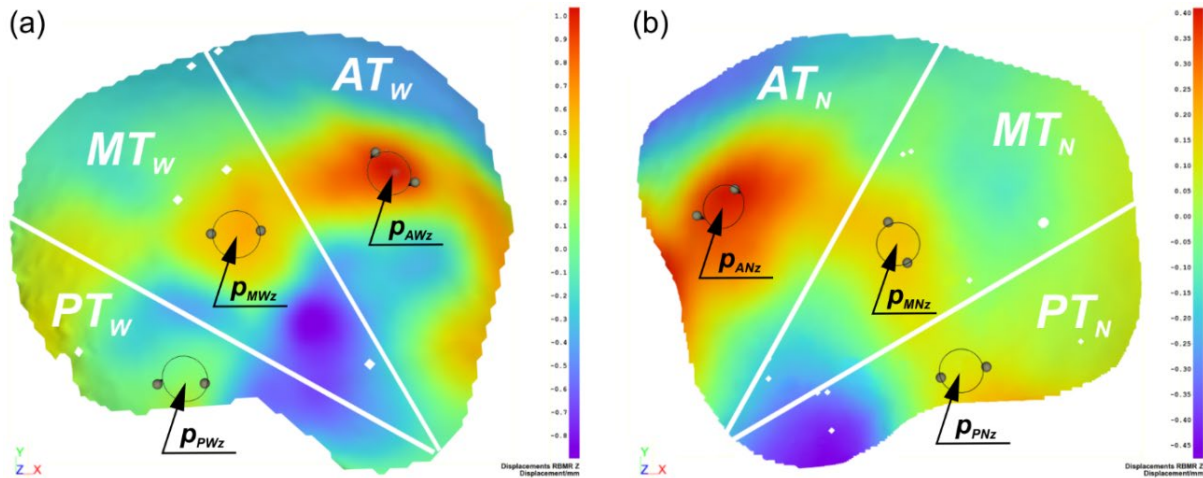 (a)
AT_W
MT_W
PT_W
p_AWz
p_MWz
p_PWz
1.0
0.9
0.8
0.7
0.6
0.5
0.4
0.3
0.2
0.1
0.0
-0.1
-0.2
-0.3
-0.4
-0.5
-0.6
-0.7
-0.8
Y
Z X
Displacements RBMR Z
Displacement/mm
(b)
AT_N
MT_N
PT_N
p_ANz
p_MNz
p_PNz
0.40
0.35
0.30
0.25
0.20
0.15
0.10
0.05
0.00
-0.05
-0.10
-0.15
-0.20
-0.25
-0.30
-0.35
-0.40
-0.45
Y
Z X
Displacements RBMR Z
Displacement/mm